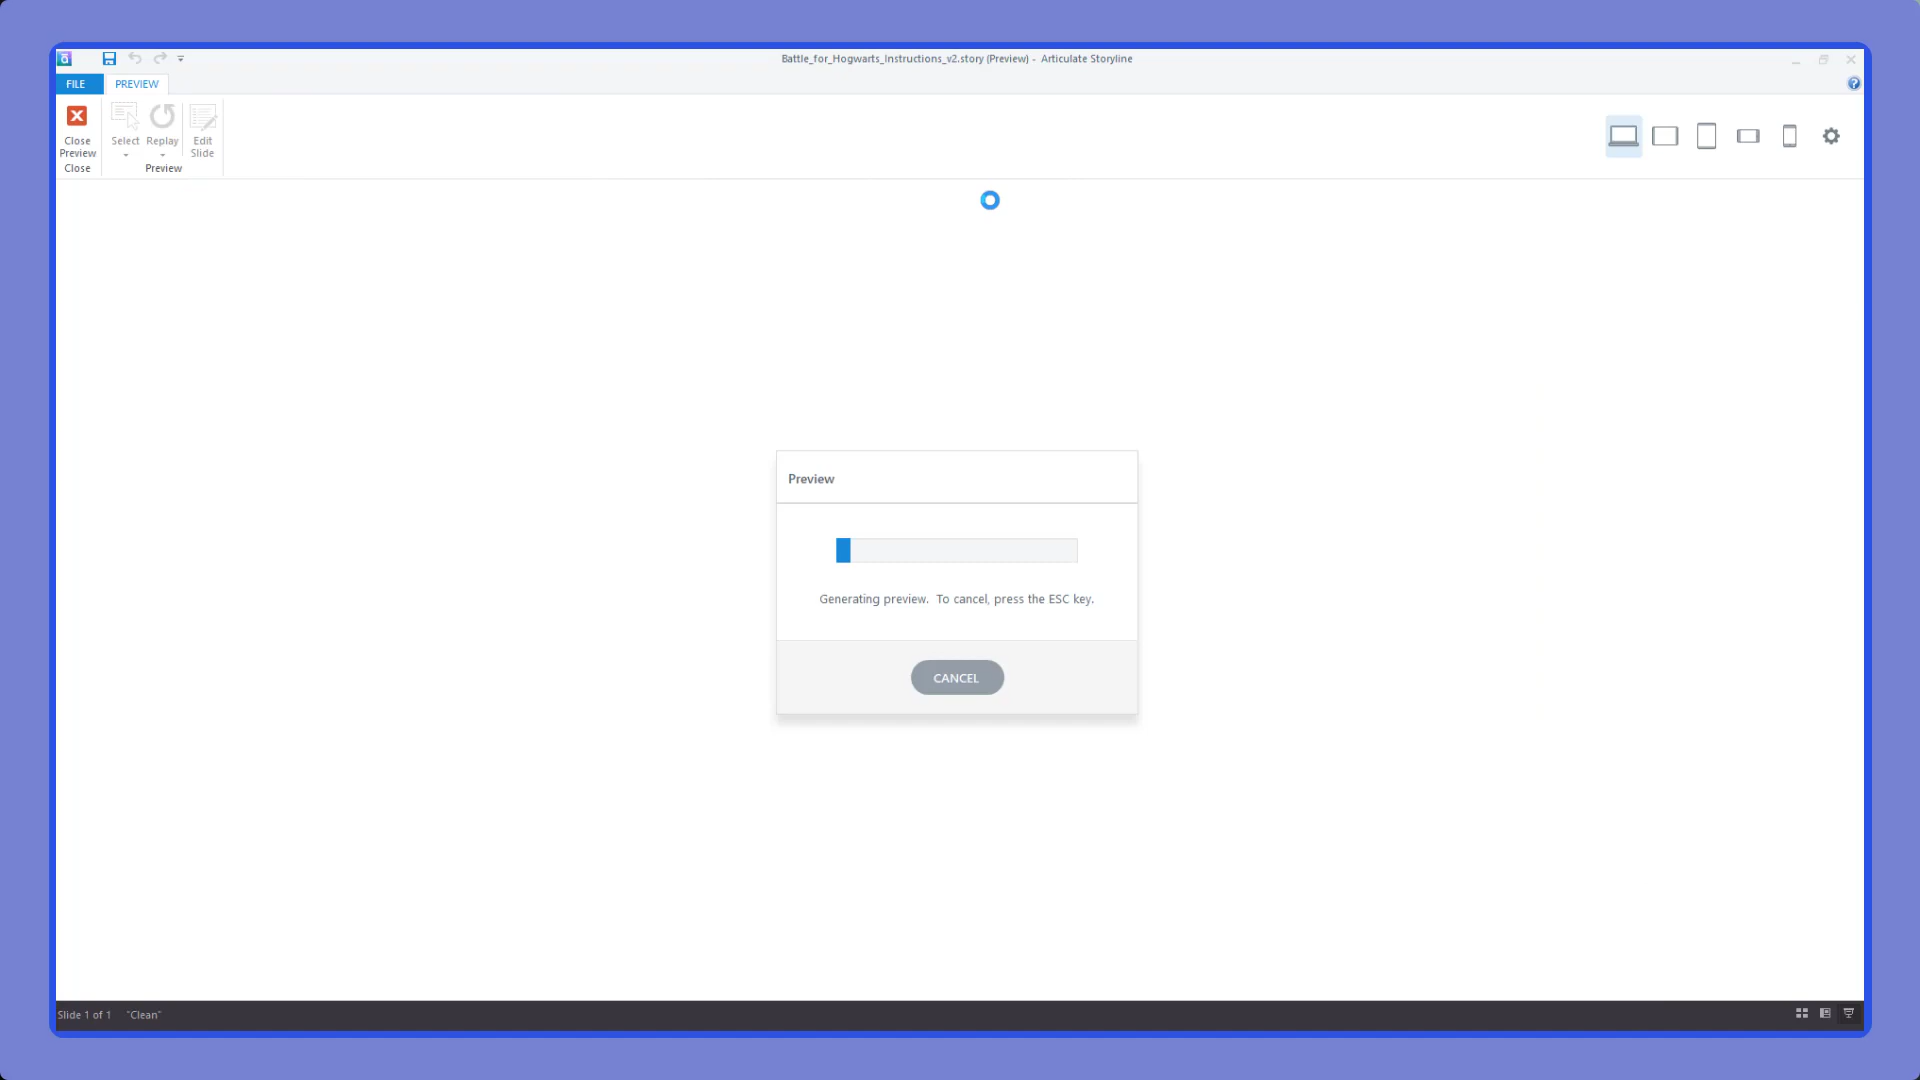 Battle_for_Hogwarts_Instructions_v2.story (Preview) - Articulate Storyline
FILE
PREVIEW
Close Preview
Select
Replay
Edit Slide
Close
Preview
Preview
Generating preview. To cancel, press the ESC key.
CANCEL
Slide 1 of 1 "Clean"